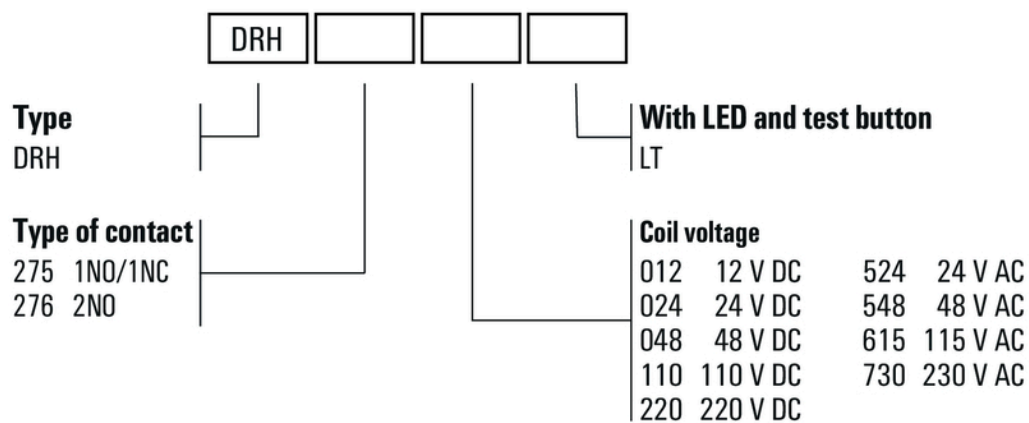 DRH
Type
DRH
With LED and test button
LT
Type of contact
275 1NO/1NC
276 2NO
Coil voltage
012 12 V DC 524 24 V AC
024 24 V DC 548 48 V AC
048 48 V DC 615 115 V AC
110 110 V DC 730 230 V AC
220 220 V DC